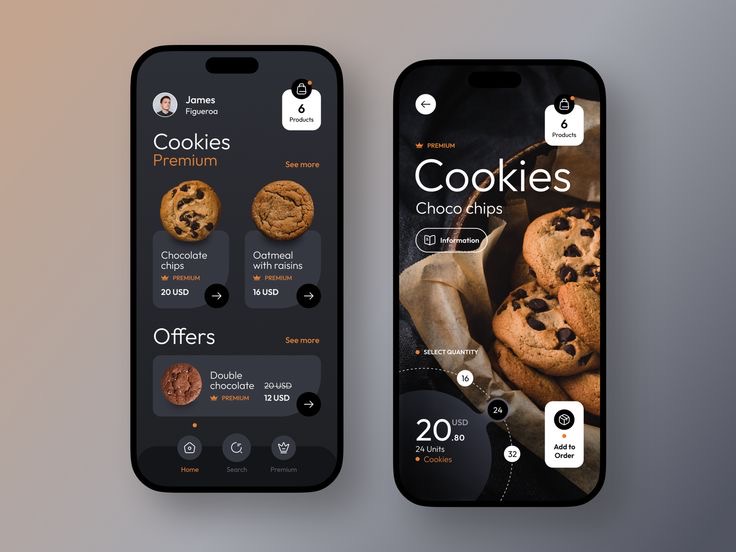 James
Figueroa
6
Products
Cookies
Premium
See more
Chocolate
chips
PREMIUM
20 USD
Oatmeal
with raisins
PREMIUM
16 USD
Offers
See more
Double
chocolate
PREMIUM
20 USD
12 USD
Home
Search
Premium
6
Products
PREMIUM
Cookies
Choco chips
Information
SELECT QUANTITY
16
24
32
20.80 USD
24 Units
Cookies
Add to
Order